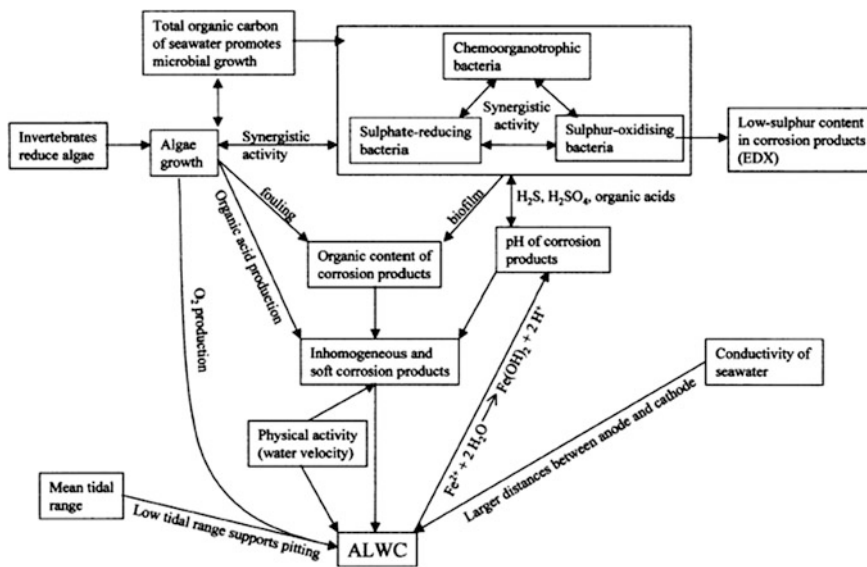 Total organic carbon
of seawater promotes
microbial growth
Chemoorganotrophic
bacteria
Invertebrates
reduce algae
Algae
growth
Synergistic
activity
Sulphate-reducing
bacteria
Synergistic
activity
Sulphur-oxidising
bacteria
Low-sulphur content
in corrosion products
(EDX)
fouling
biofilm
H₂S, H₂SO₄, organic acids
Organic acid production
Organic content of
corrosion products
pH of corrosion
products
O₂ production
Inhomogeneous and
soft corrosion products
Fe²⁺ + 2 H₂O → Fe(OH)₂ + 2 H⁺
Conductivity of
seawater
Larger distances between anode and cathode
Physical activity
(water velocity)
Mean tidal
range
Low tidal range supports pitting
ALWC